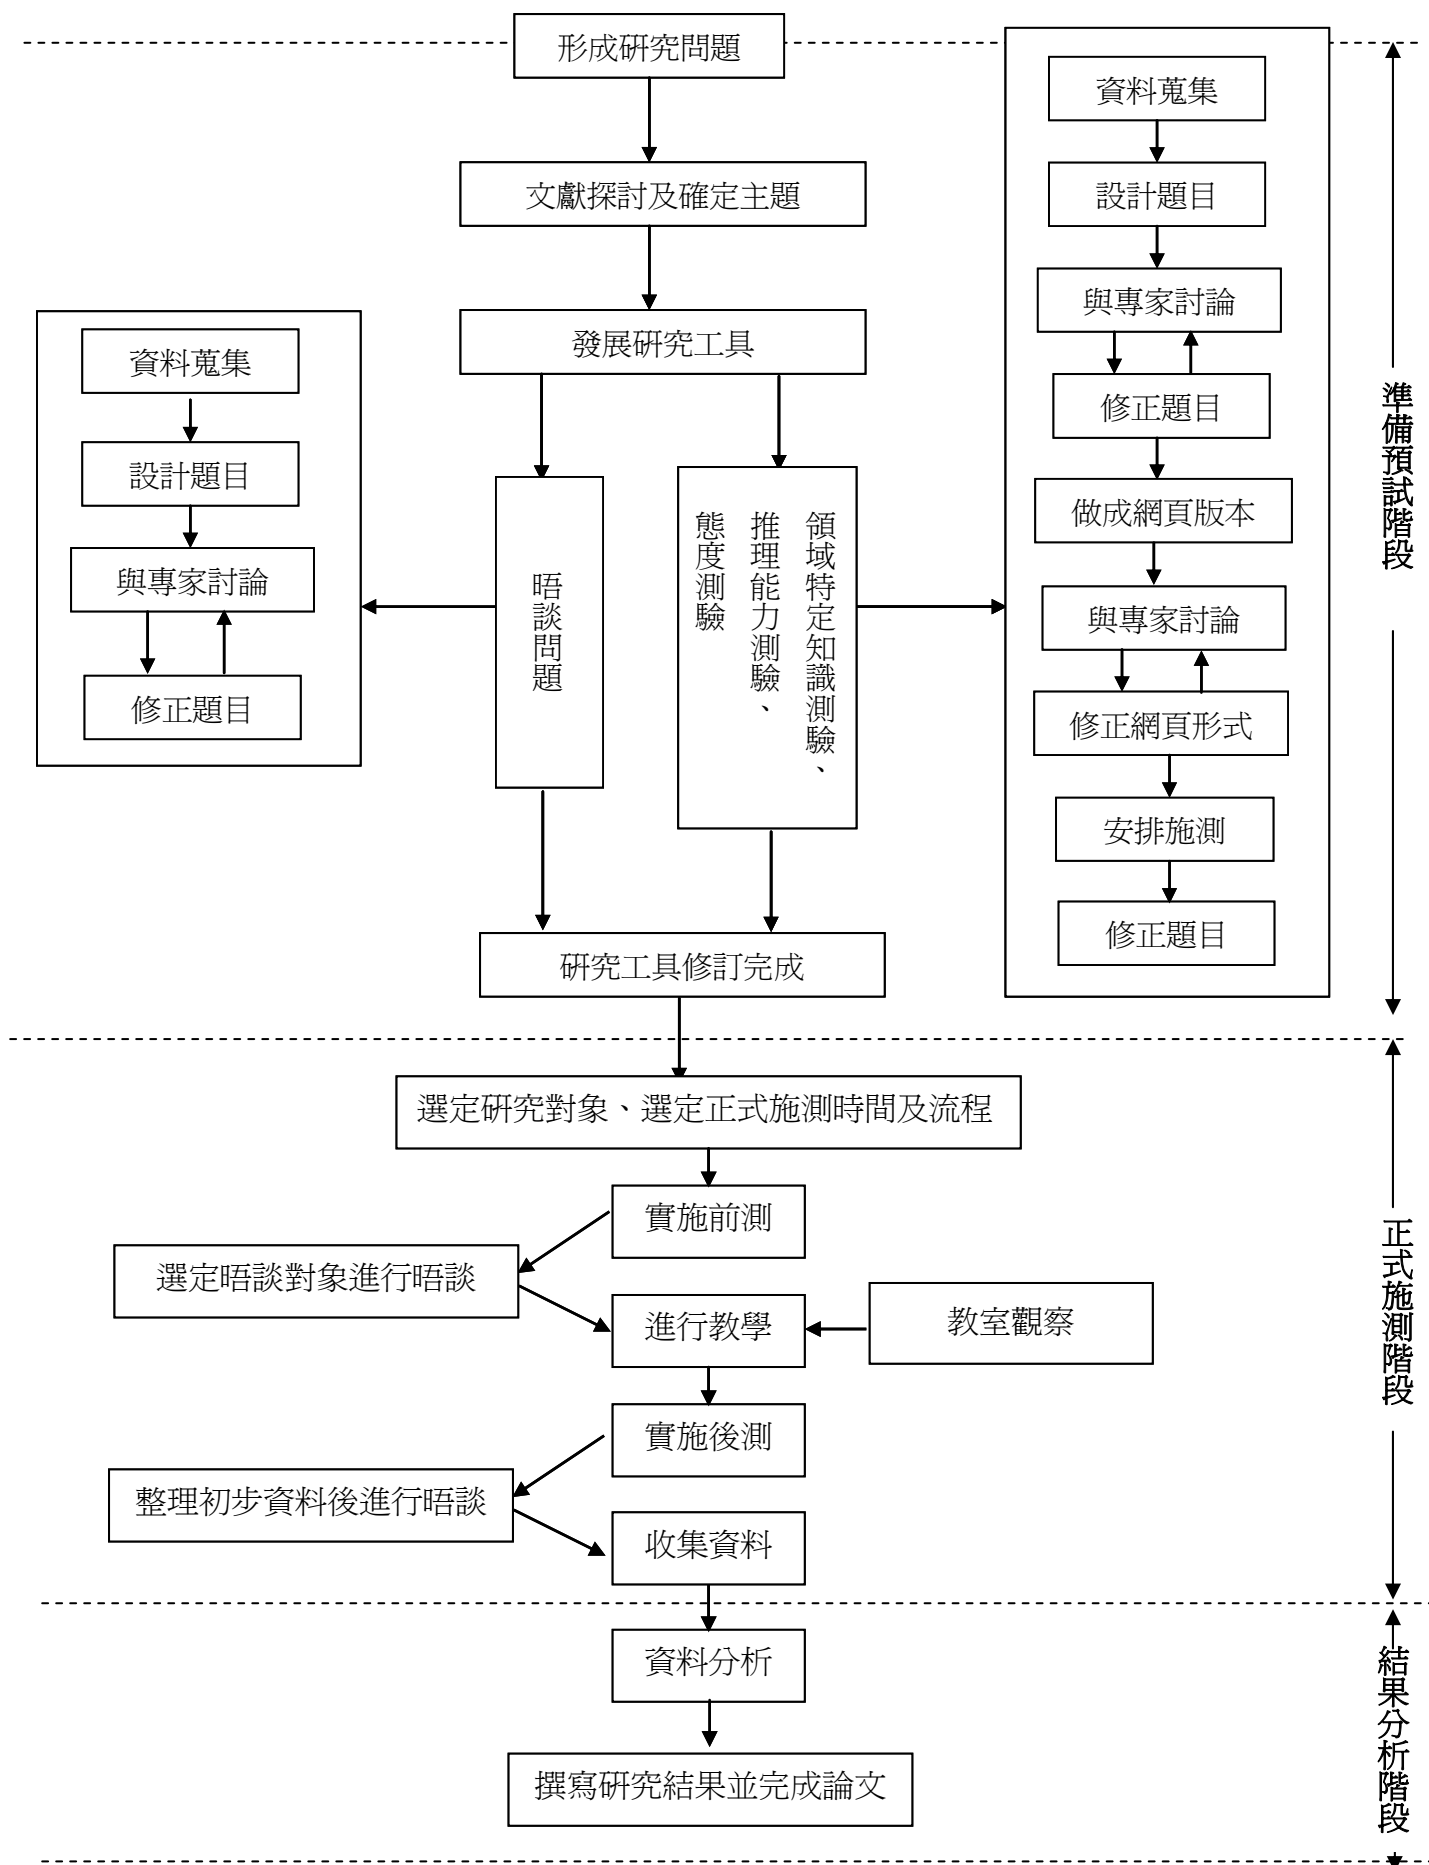 形成研究問題
文獻探討及確定主題
發展研究工具
資料蒐集
設計題目
與專家討論
修正題目
晤談問題
領域特定知識測驗、
推理能力測驗、
態度測驗
資料蒐集
設計題目
與專家討論
修正題目
做成網頁版本
與專家討論
修正網頁形式
安排施測
修正題目
研究工具修訂完成
準備預試階段
選定研究對象、選定正式施測時間及流程
實施前測
選定晤談對象進行晤談
進行教學
教室觀察
實施後測
整理初步資料後進行晤談
收集資料
正式施測階段
資料分析
撰寫研究結果並完成論文
結果分析階段